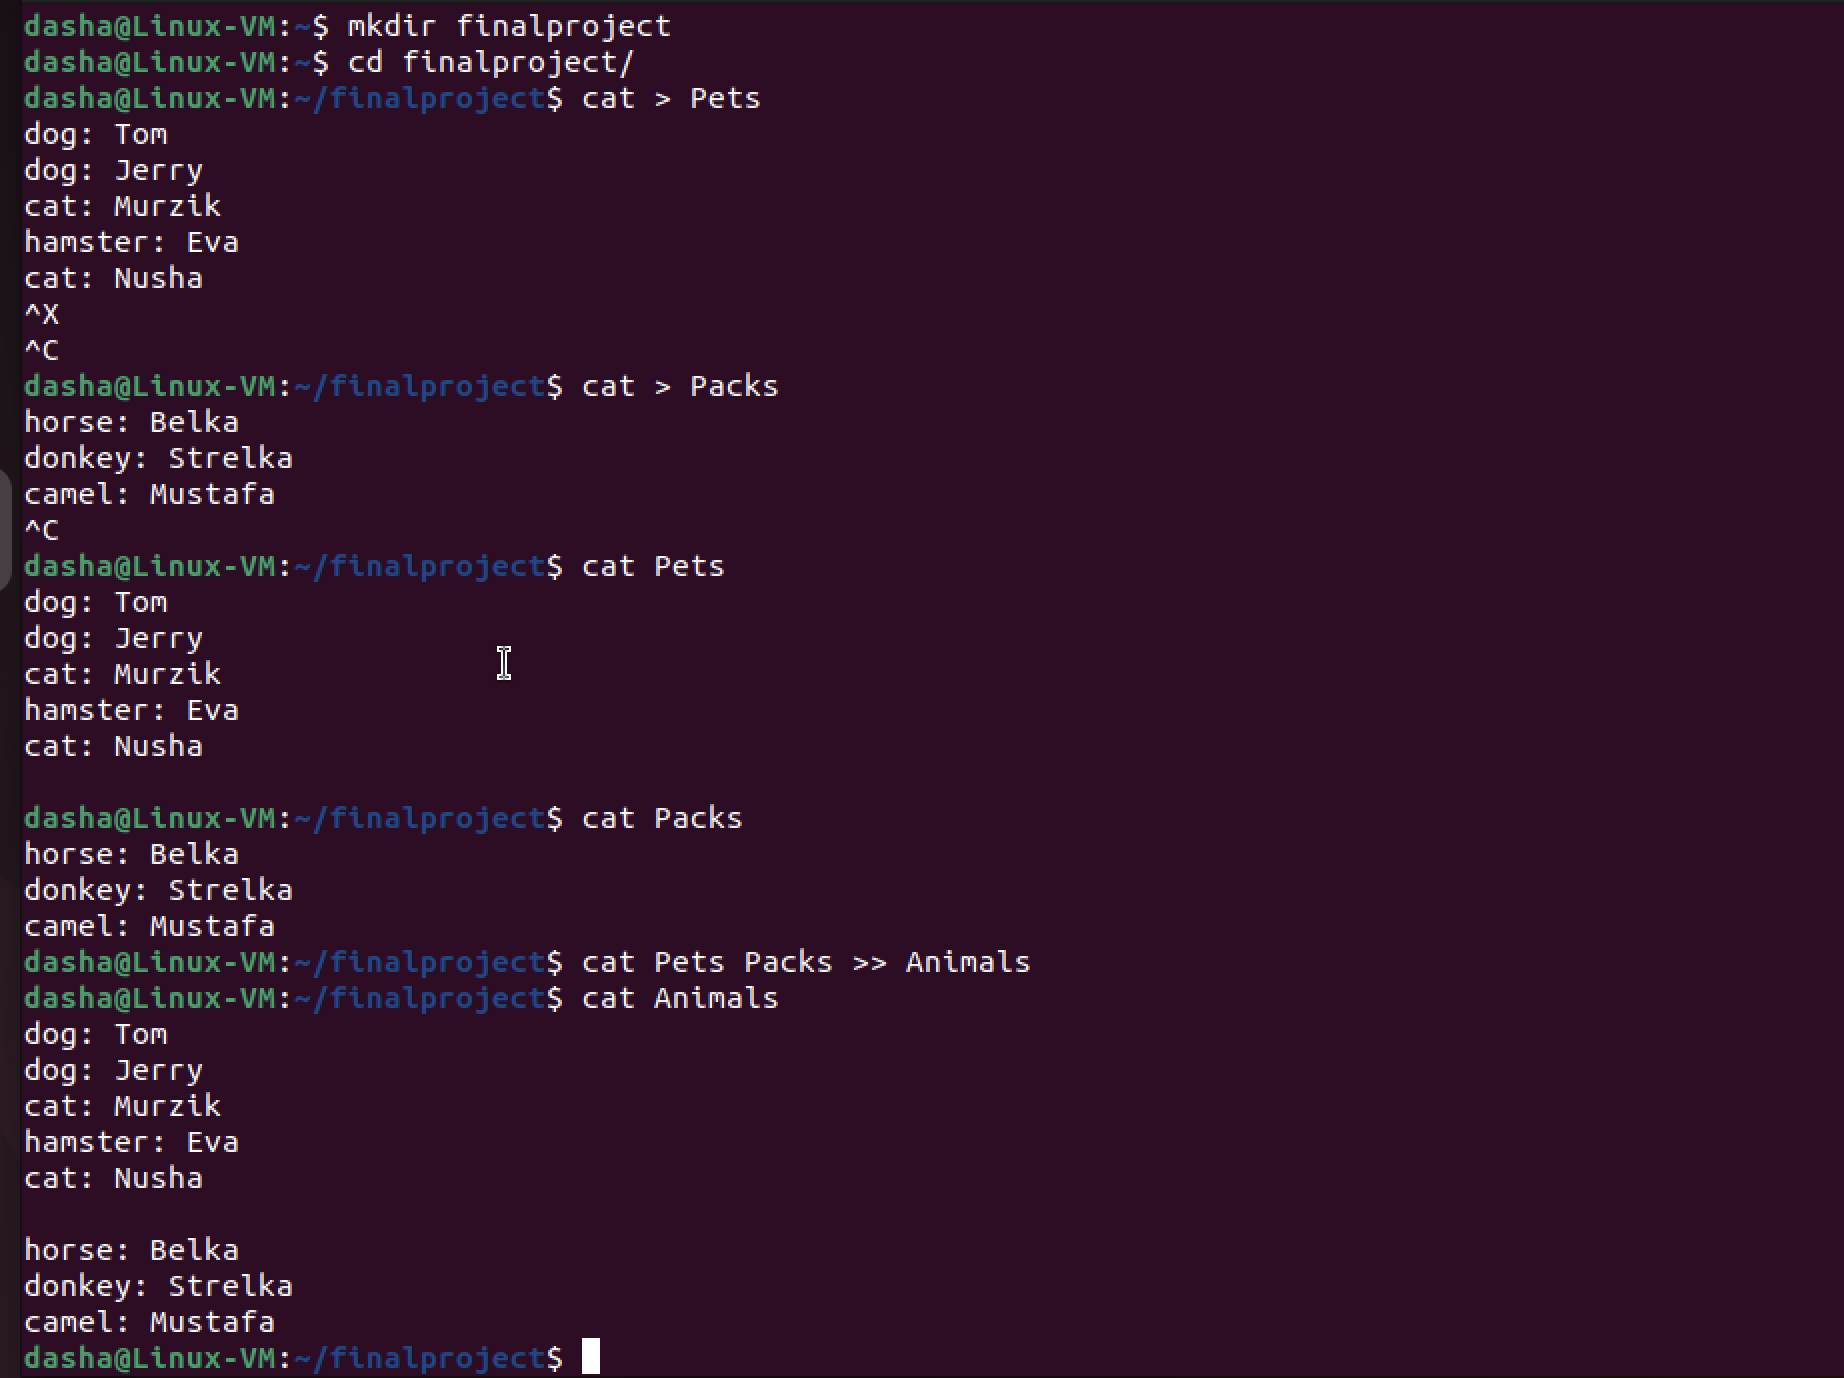 dasha@Linux-VM:~$ mkdir finalproject
dasha@Linux-VM:~$ cd finalproject/
dasha@Linux-VM:~/finalproject$ cat > Pets
dog: Tom
dog: Jerry
cat: Murzik
hamster: Eva
cat: Nusha
^X
^C
dasha@Linux-VM:~/finalproject$ cat > Packs
horse: Belka
donkey: Strelka
camel: Mustafa
^C
dasha@Linux-VM:~/finalproject$ cat Pets
dog: Tom
dog: Jerry
cat: Murzik
hamster: Eva
cat: Nusha

dasha@Linux-VM:~/finalproject$ cat Packs
horse: Belka
donkey: Strelka
camel: Mustafa
dasha@Linux-VM:~/finalproject$ cat Pets Packs >> Animals
dasha@Linux-VM:~/finalproject$ cat Animals
dog: Tom
dog: Jerry
cat: Murzik
hamster: Eva
cat: Nusha

horse: Belka
donkey: Strelka
camel: Mustafa
dasha@Linux-VM:~/finalproject$